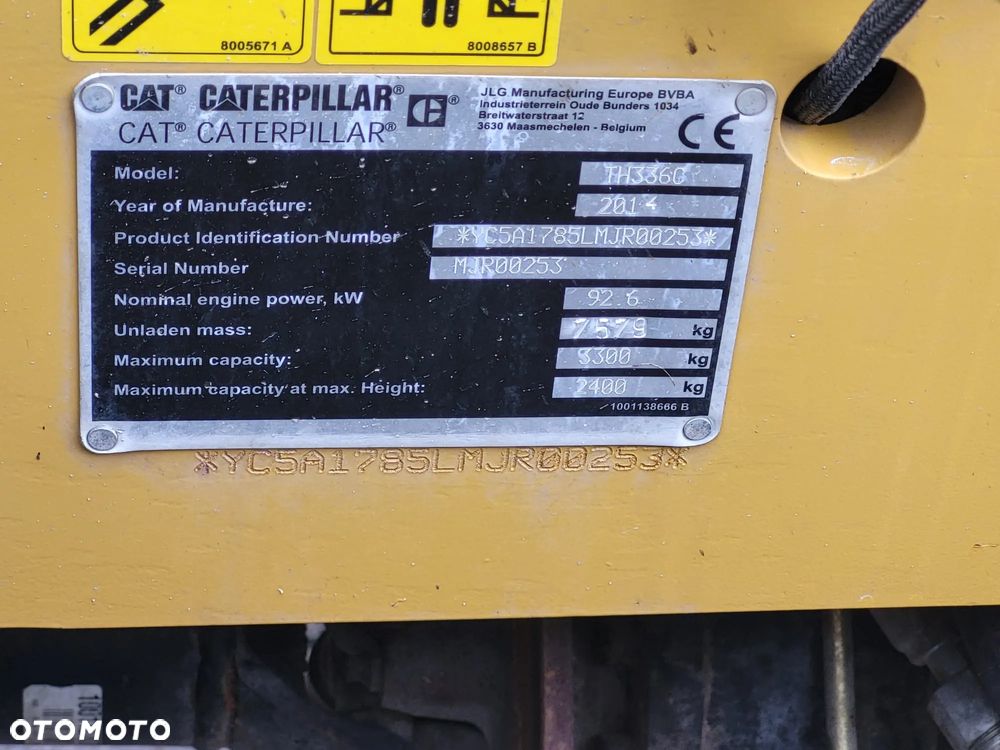 8005671 A
8008657 B
CAT® CATERPILLAR®
CAT® CATERPILLAR®
C ®
JLG Manufacturing Europe BVBA
Industrieterrein Oude Bunders 1034
Breitwaterstraat 12
3630 Maasmechelen - Belgium
CE
Model: TH336C
Year of Manufacture: 2014
Product Identification Number *YC5A1785LMJR00253*
Serial Number MJR00253
Nominal engine power, kW 92.6
Unladen mass: 7579 kg
Maximum capacity: 3300 kg
Maximum capacity at max. Height: 2400 kg
1001138666 B
*YC5A1785LMJR00253*
OTOMOTO